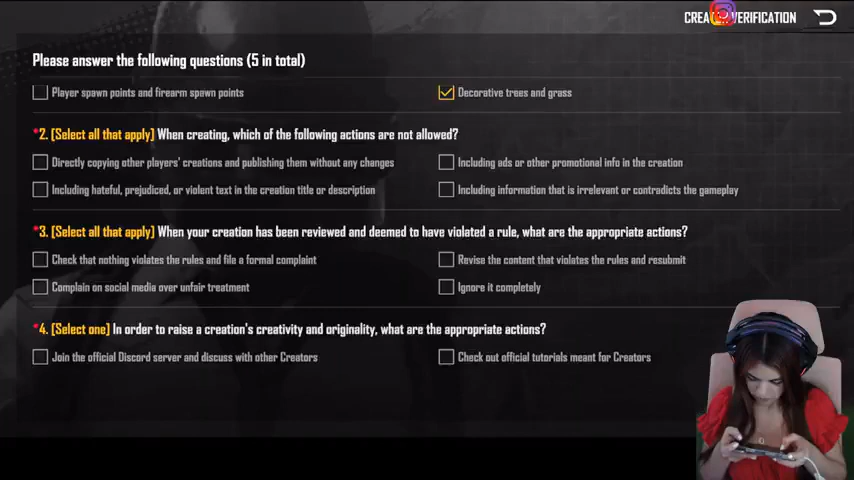 CREATOR VERIFICATION
Please answer the following questions (5 in total)
Player spawn points and firearm spawn points
Decorative trees and grass
*2. [Select all that apply] When creating, which of the following actions are not allowed?
Directly copying other players' creations and publishing them without any changes
Including ads or other promotional info in the creation
Including hateful, prejudiced, or violent text in the creation title or description
Including information that is irrelevant or contradicts the gameplay
*3. [Select all that apply] When your creation has been reviewed and deemed to have violated a rule, what are the appropriate actions?
Check that nothing violates the rules and file a formal complaint
Revise the content that violates the rules and resubmit
Complain on social media over unfair treatment
Ignore it completely
*4. [Select one] In order to raise a creation's creativity and originality, what are the appropriate actions?
Join the official Discord server and discuss with other Creators
Check out official tutorials meant for Creators